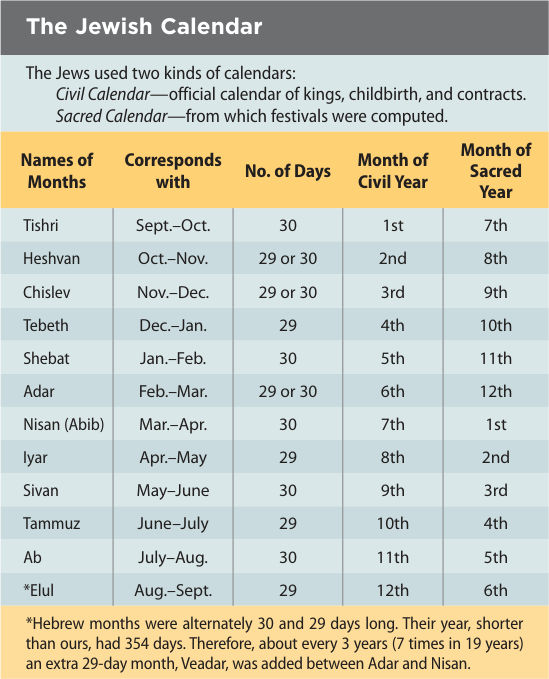 The Jewish Calendar
The Jews used two kinds of calendars:
Civil Calendar—official calendar of kings, childbirth, and contracts.
Sacred Calendar—from which festivals were computed.
Names of Months | Corresponds with | No. of Days | Month of Civil Year | Month of Sacred Year
Tishri | Sept.–Oct. | 30 | 1st | 7th
Heshvan | Oct.–Nov. | 29 or 30 | 2nd | 8th
Chislev | Nov.–Dec. | 29 or 30 | 3rd | 9th
Tebeth | Dec.–Jan. | 29 | 4th | 10th
Shebat | Jan.–Feb. | 30 | 5th | 11th
Adar | Feb.–Mar. | 29 or 30 | 6th | 12th
Nisan (Abib) | Mar.–Apr. | 30 | 7th | 1st
Iyar | Apr.–May | 29 | 8th | 2nd
Sivan | May–June | 30 | 9th | 3rd
Tammuz | June–July | 29 | 10th | 4th
Ab | July–Aug. | 30 | 11th | 5th
*Elul | Aug.–Sept. | 29 | 12th | 6th
*Hebrew months were alternately 30 and 29 days long. Their year, shorter
than ours, had 354 days. Therefore, about every 3 years (7 times in 19 years)
an extra 29-day month, Veadar, was added between Adar and Nisan.